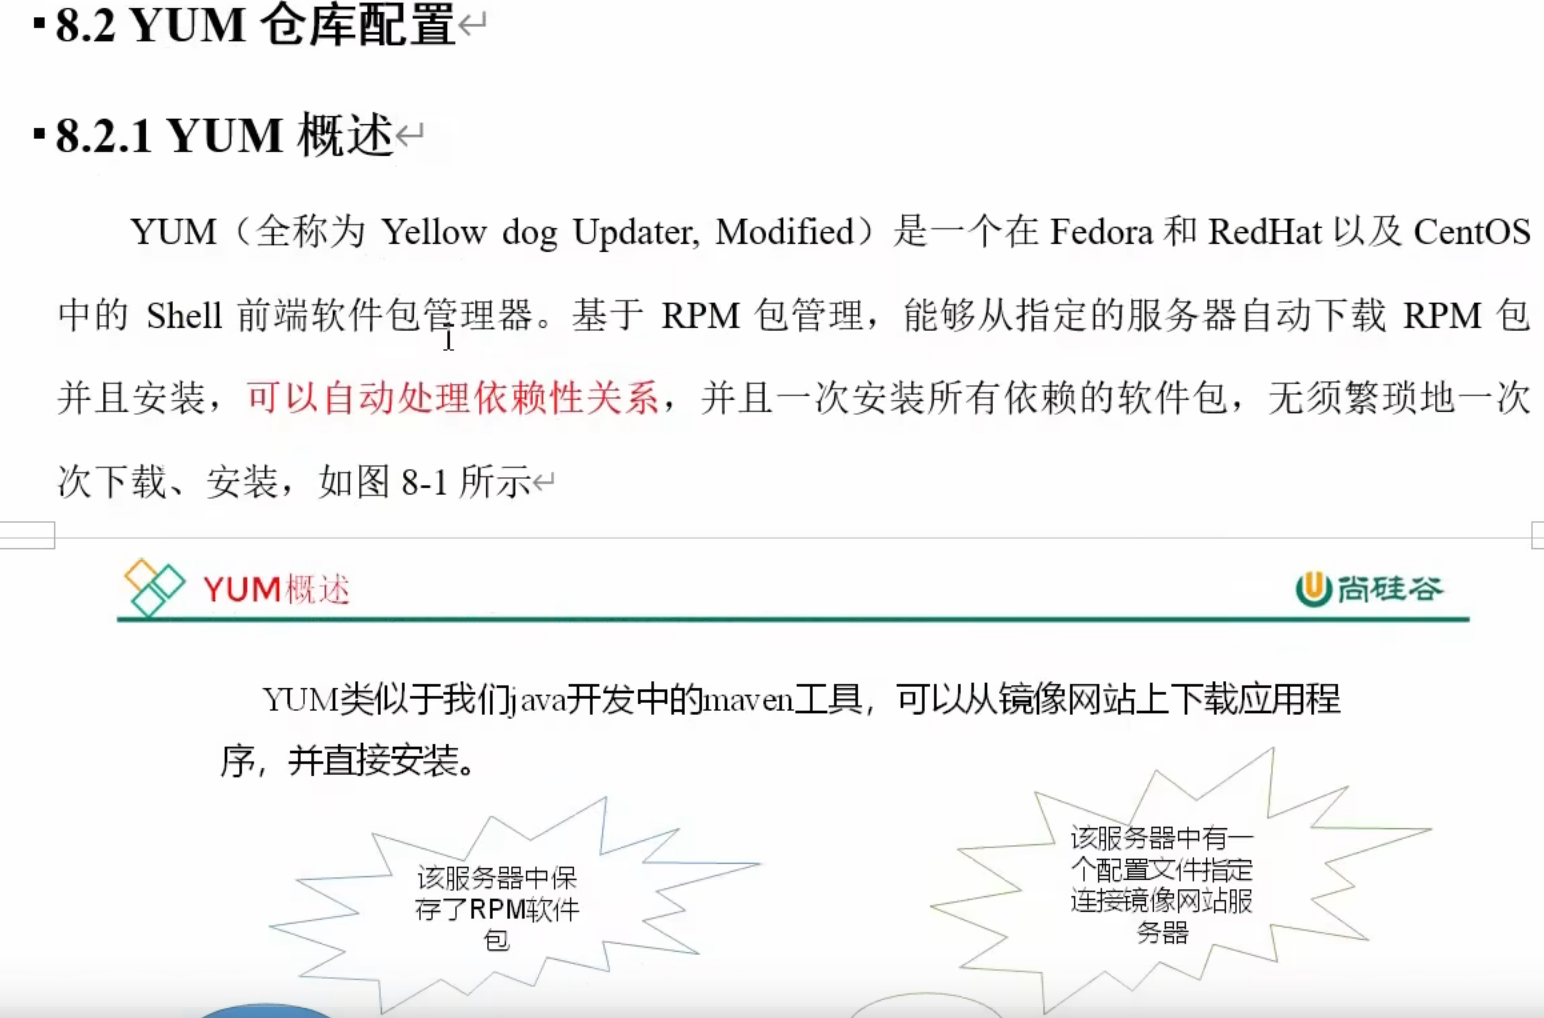 8.2 YUM 仓库配置
8.2.1 YUM 概述
YUM（全称为 Yellow dog Updater, Modified）是一个在 Fedora 和 RedHat 以及 CentOS
中的 Shell 前端软件包管理器。基于 RPM 包管理，能够从指定的服务器自动下载 RPM 包
并且安装，可以自动处理依赖性关系，并且一次安装所有依赖的软件包，无须繁琐地一次
次下载、安装，如图 8-1 所示
YUM概述
尚硅谷
YUM类似于我们java开发中的maven工具，可以从镜像网站上下载应用程
序，并直接安装。
该服务器中保
存了RPM软件
包
该服务器中有一
个配置文件指定
连接镜像网站服
务器